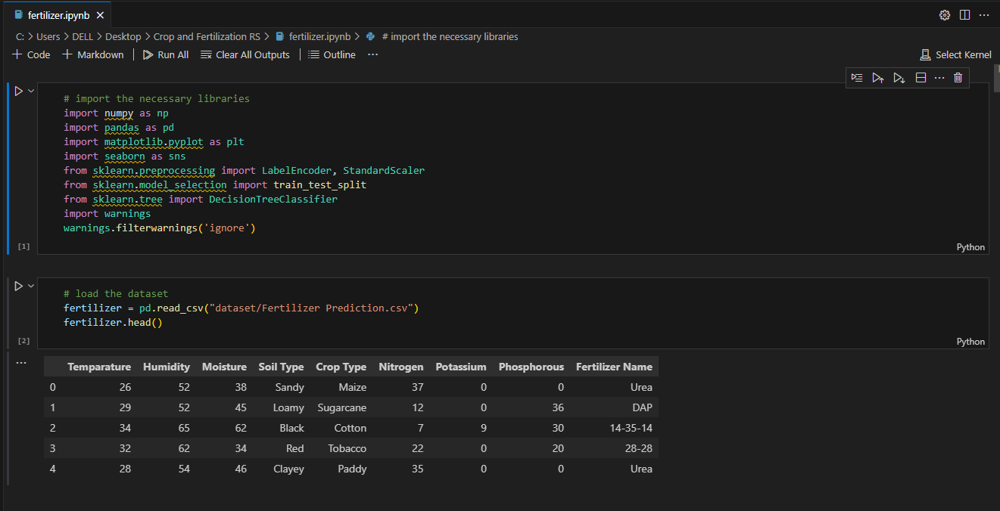 fertilizer.ipynb
C: > Users > DELL > Desktop > Crop and Fertilization RS > fertilizer.ipynb > # import the necessary libraries
+ Code + Markdown | Run All Clear All Outputs | Outline ...
Select Kernel
# import the necessary libraries
import numpy as np
import pandas as pd
import matplotlib.pyplot as plt
import seaborn as sns
from sklearn.preprocessing import LabelEncoder, StandardScaler
from sklearn.model_selection import train_test_split
from sklearn.tree import DecisionTreeClassifier
import warnings
warnings.filterwarnings('ignore')
[1]
Python
# load the dataset
fertilizer = pd.read_csv("dataset/Fertilizer Prediction.csv")
fertilizer.head()
[2]
Python
Temparature Humidity Moisture Soil Type Crop Type Nitrogen Potassium Phosphorous Fertilizer Name
0 26 52 38 Sandy Maize 37 0 0 Urea
1 29 52 45 Loamy Sugarcane 12 0 36 DAP
2 34 65 62 Black Cotton 7 9 30 14-35-14
3 32 62 34 Red Tobacco 22 0 20 28-28
4 28 54 46 Clayey Paddy 35 0 0 Urea